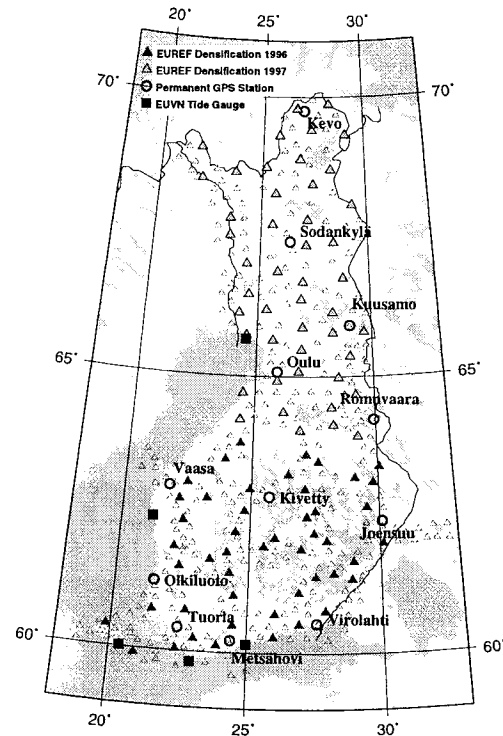 20° 25° 30°
EUREF Densification 1996
EUREF Densification 1997
Permanent GPS Station
EUVN Tide Gauge
70° 70°
Kevo
Sodankylä
Kuusamo
65° 65°
Oulu
Romuvaara
Vaasa
Kivetty
Joensuu
Olkiluoto
Tuorla
Virolahti
60° 60°
Metsähovi
20° 25° 30°